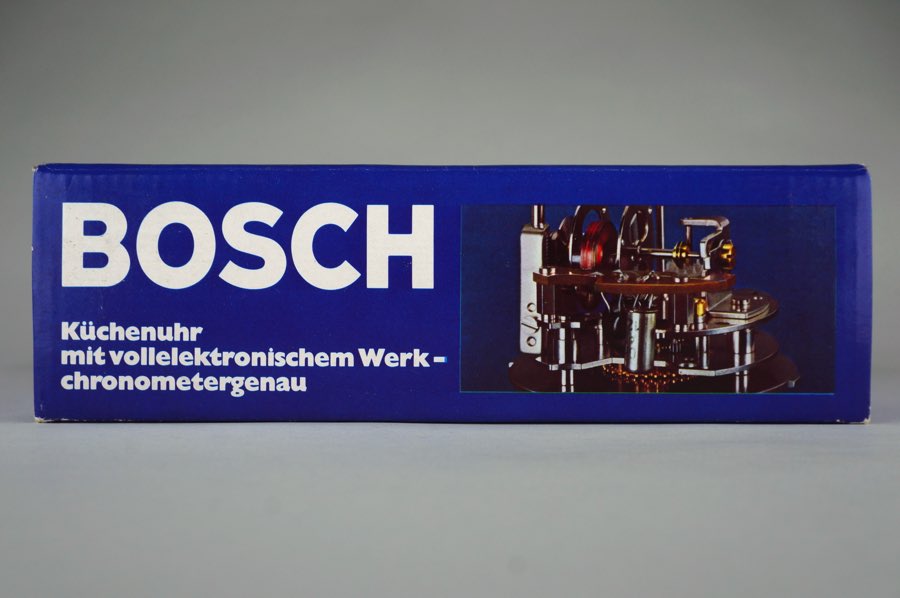 BOSCH
Küchenuhr
mit vollelektronischem Werk -
chronometergenau